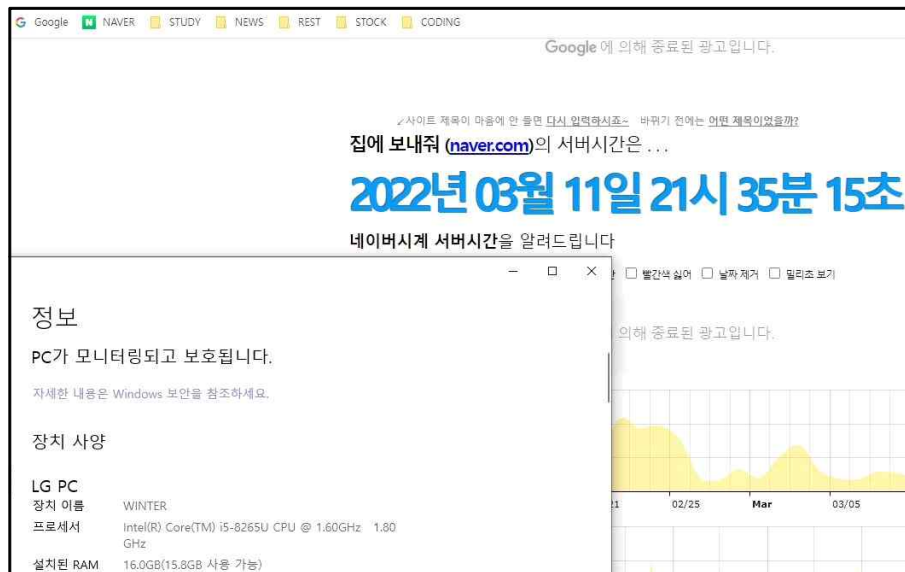 Google NAVER STUDY NEWS REST STOCK CODING
Google 에 의해 종료된 광고입니다.
↙사이트 제목이 마음에 안 들면 다시 입력하시죠~ 바뀌기 전에는 어떤 제목이었을까?
집에 보내줘 (naver.com)의 서버시간은 . . .
2022년 03월 11일 21시 35분 15초
네이버시계 서버시간을 알려드립니다
빨간색 싫어 날짜 제거 밀리초 보기
정보
의해 종료된 광고입니다.
PC가 모니터링되고 보호됩니다.
자세한 내용은 Windows 보안을 참조하세요.
장치 사양
LG PC
장치 이름 WINTER
02/25 Mar 03/05
프로세서 Intel(R) Core(TM) i5-8265U CPU @ 1.60GHz 1.80
GHz
설치된 RAM 16.0GB(15.8GB 사용 가능)